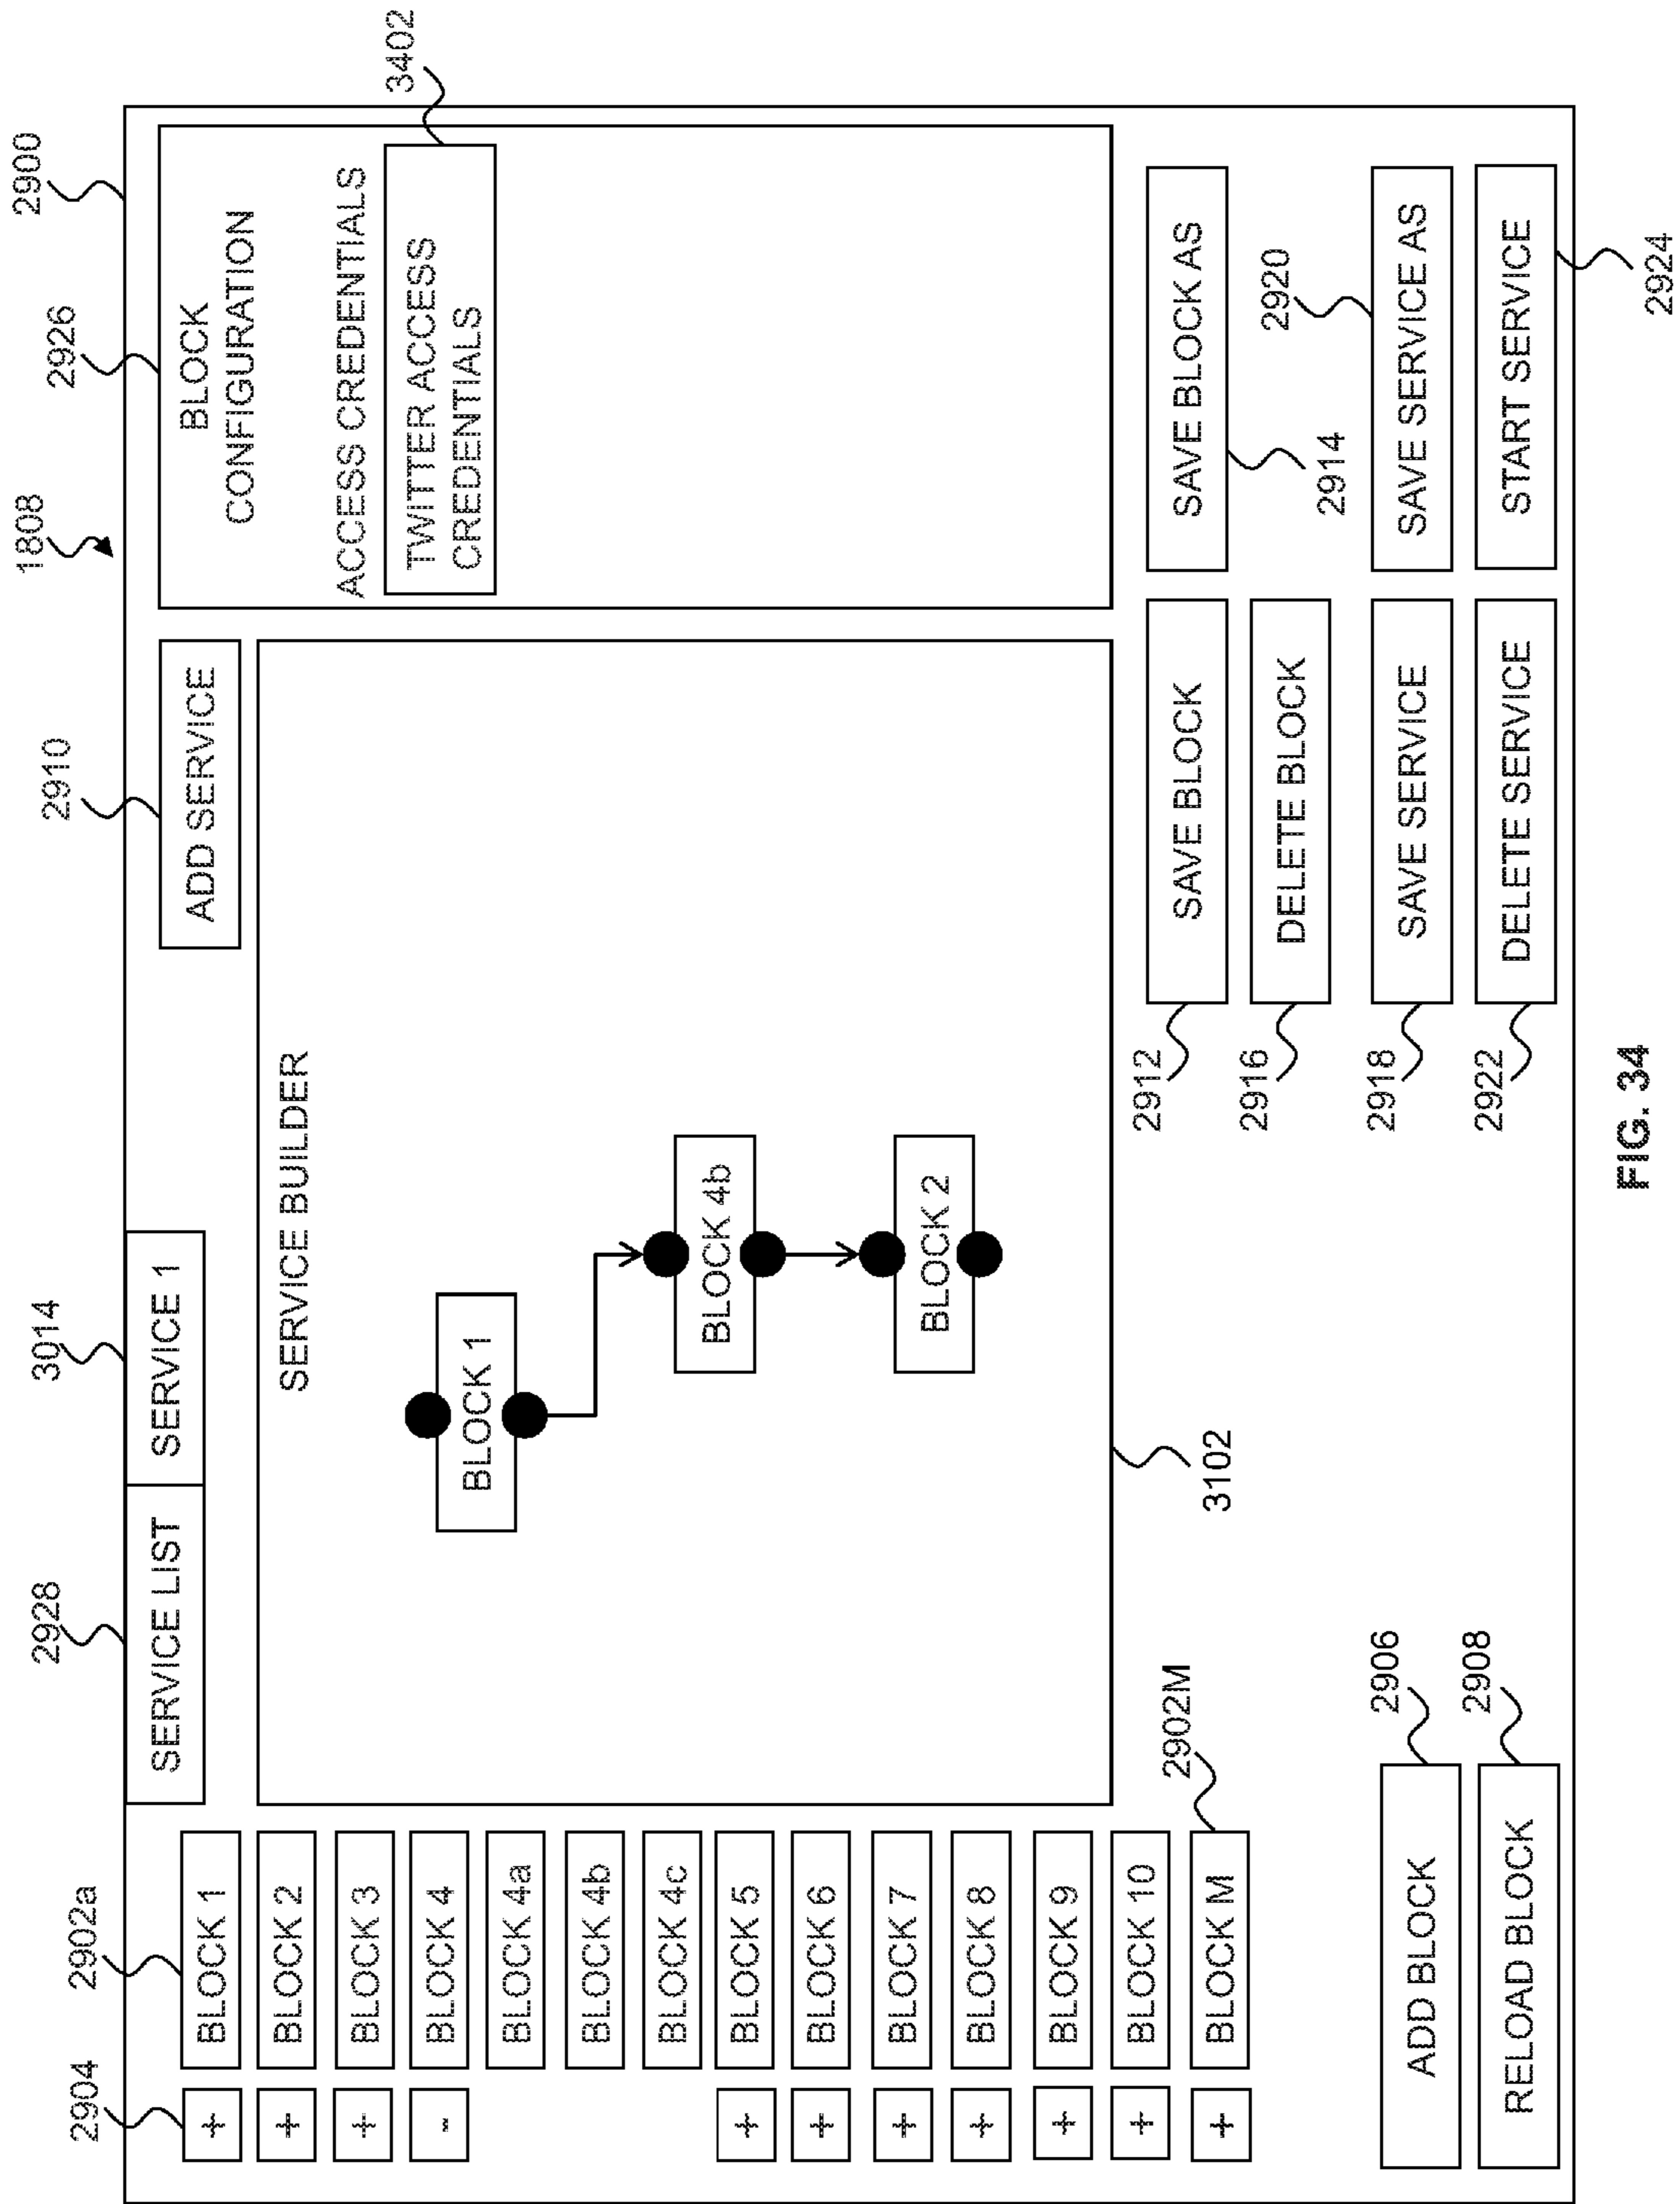 1808
2900
2904
2902a
2928
3014
2910
2926
SERVICE LIST
SERVICE 1
ADD SERVICE
BLOCK
CONFIGURATION
ACCESS CREDENTIALS
TWITTER ACCESS
CREDENTIALS
3402
+ BLOCK 1
+ BLOCK 2
+ BLOCK 3
- BLOCK 4
BLOCK 4a
BLOCK 4b
BLOCK 4c
+ BLOCK 5
+ BLOCK 6
+ BLOCK 7
+ BLOCK 8
+ BLOCK 9
+ BLOCK 10
+ BLOCK M
2902M
SERVICE BUILDER
BLOCK 1
BLOCK 4b
BLOCK 2
3102
ADD BLOCK
2906
RELOAD BLOCK
2908
2912
SAVE BLOCK
SAVE BLOCK AS
2914
2916
DELETE BLOCK
2920
2918
SAVE SERVICE
SAVE SERVICE AS
2922
DELETE SERVICE
START SERVICE
2924
FIG. 34